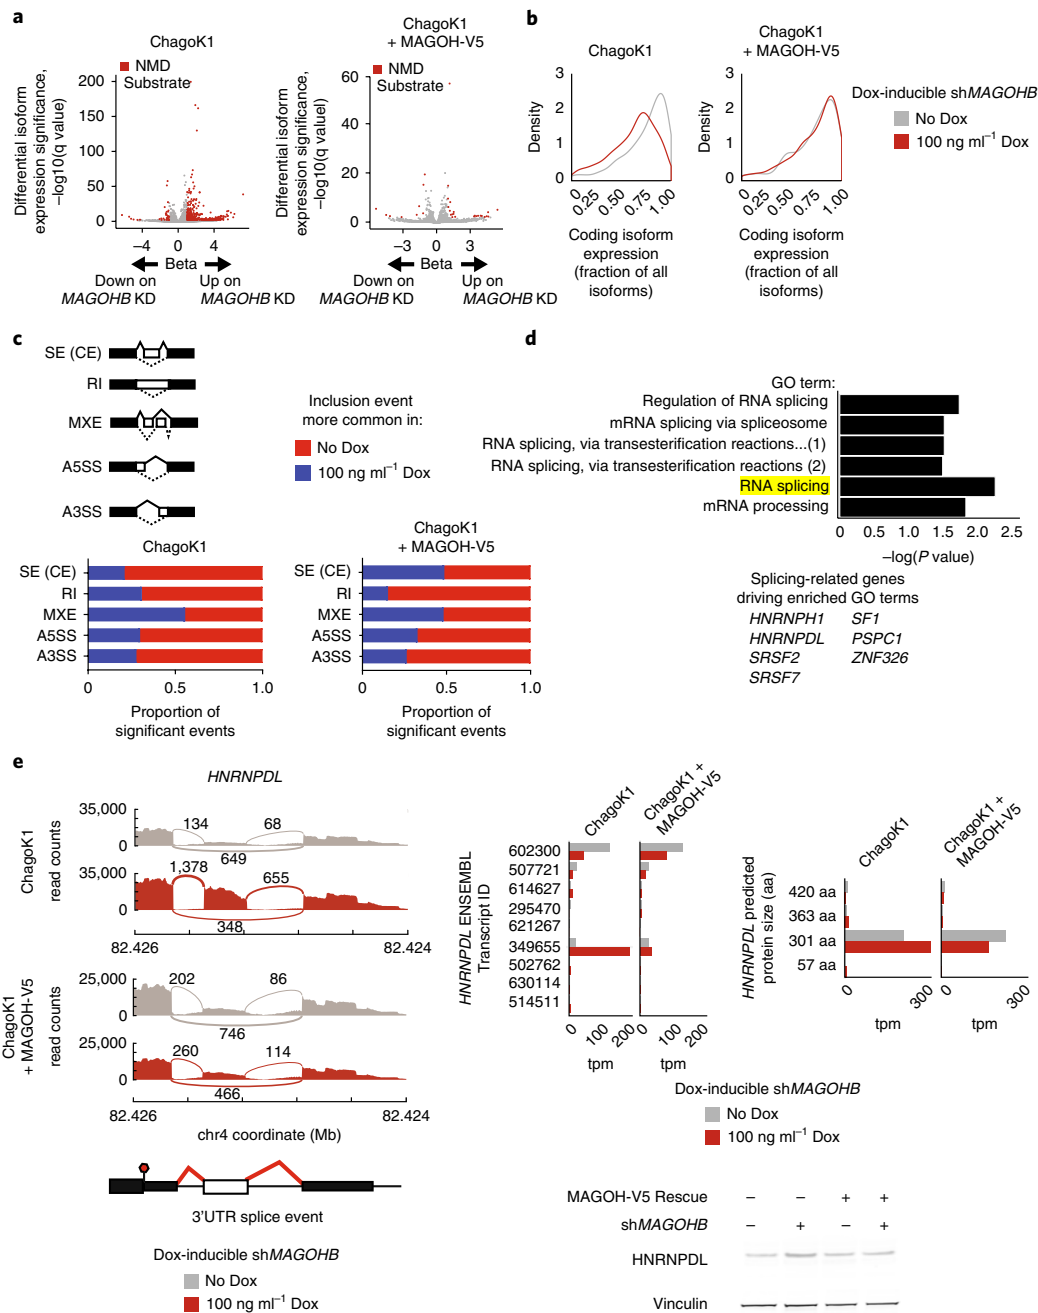 a
ChagoK1
ChagoK1
+ MAGOH-V5
Differential isoform
expression significance,
–log10(q value)
NMD
Substrate
200
150
100
50
0
–4
0
4
Beta
Down on
MAGOHB KD
Up on
MAGOHB KD
Differential isoform
expression significance,
–log10(q valuel)
NMD
Substrate
60
40
20
0
–3
0
3
Beta
Down on
MAGOHB KD
Up on
MAGOHB KD
b
ChagoK1
ChagoK1
+ MAGOH-V5
Density
3
2
1
0
0.25
0.50
0.75
1.00
Coding isoform
expression
(fraction of all
isoforms)
Density
3
2
1
0
0.25
0.50
0.75
1.00
Coding isoform
expression
(fraction of all
isoforms)
Dox-inducible shMAGOHB
No Dox
100 ng ml–1 Dox
c
SE (CE)
RI
MXE
A5SS
A3SS
Inclusion event
more common in:
No Dox
100 ng ml–1 Dox
ChagoK1
SE (CE)
RI
MXE
A5SS
A3SS
0
0.5
1.0
Proportion of
significant events
ChagoK1
+ MAGOH-V5
SE (CE)
RI
MXE
A5SS
A3SS
0
0.5
1.0
Proportion of
significant events
d
GO term:
Regulation of RNA splicing
mRNA splicing via spliceosome
RNA splicing, via transesterification reactions...(1)
RNA splicing, via transesterification reactions (2)
RNA splicing
mRNA processing
0
0.5
1.0
1.5
2.0
2.5
–log(P value)
Splicing-related genes
driving enriched GO terms
HNRNPH1 SF1
HNRNPDL PSPC1
SRSF2 ZNF326
SRSF7
e
HNRNPDL
ChagoK1
read counts
35,000
0
134
68
649
35,000
0
1,378
655
348
82.426
82.424
ChagoK1
+ MAGOH-V5
read counts
25,000
0
202
86
746
25,000
0
260
114
466
82.426
82.424
chr4 coordinate (Mb)
3'UTR splice event
Dox-inducible shMAGOHB
No Dox
100 ng ml–1 Dox
ChagoK1
ChagoK1 +
MAGOH-V5
HNRNPDL ENSEMBL
Transcript ID
602300
507721
614627
295470
621267
349655
502762
630114
514511
0
100
200
tpm
0
100
200
tpm
ChagoK1
ChagoK1 +
MAGOH-V5
HNRNPDL predicted
protein size (aa)
420 aa
363 aa
301 aa
57 aa
0
300
tpm
0
300
tpm
Dox-inducible shMAGOHB
No Dox
100 ng ml–1 Dox
MAGOH-V5 Rescue – – + +
shMAGOHB – + – +
HNRNPDL
Vinculin